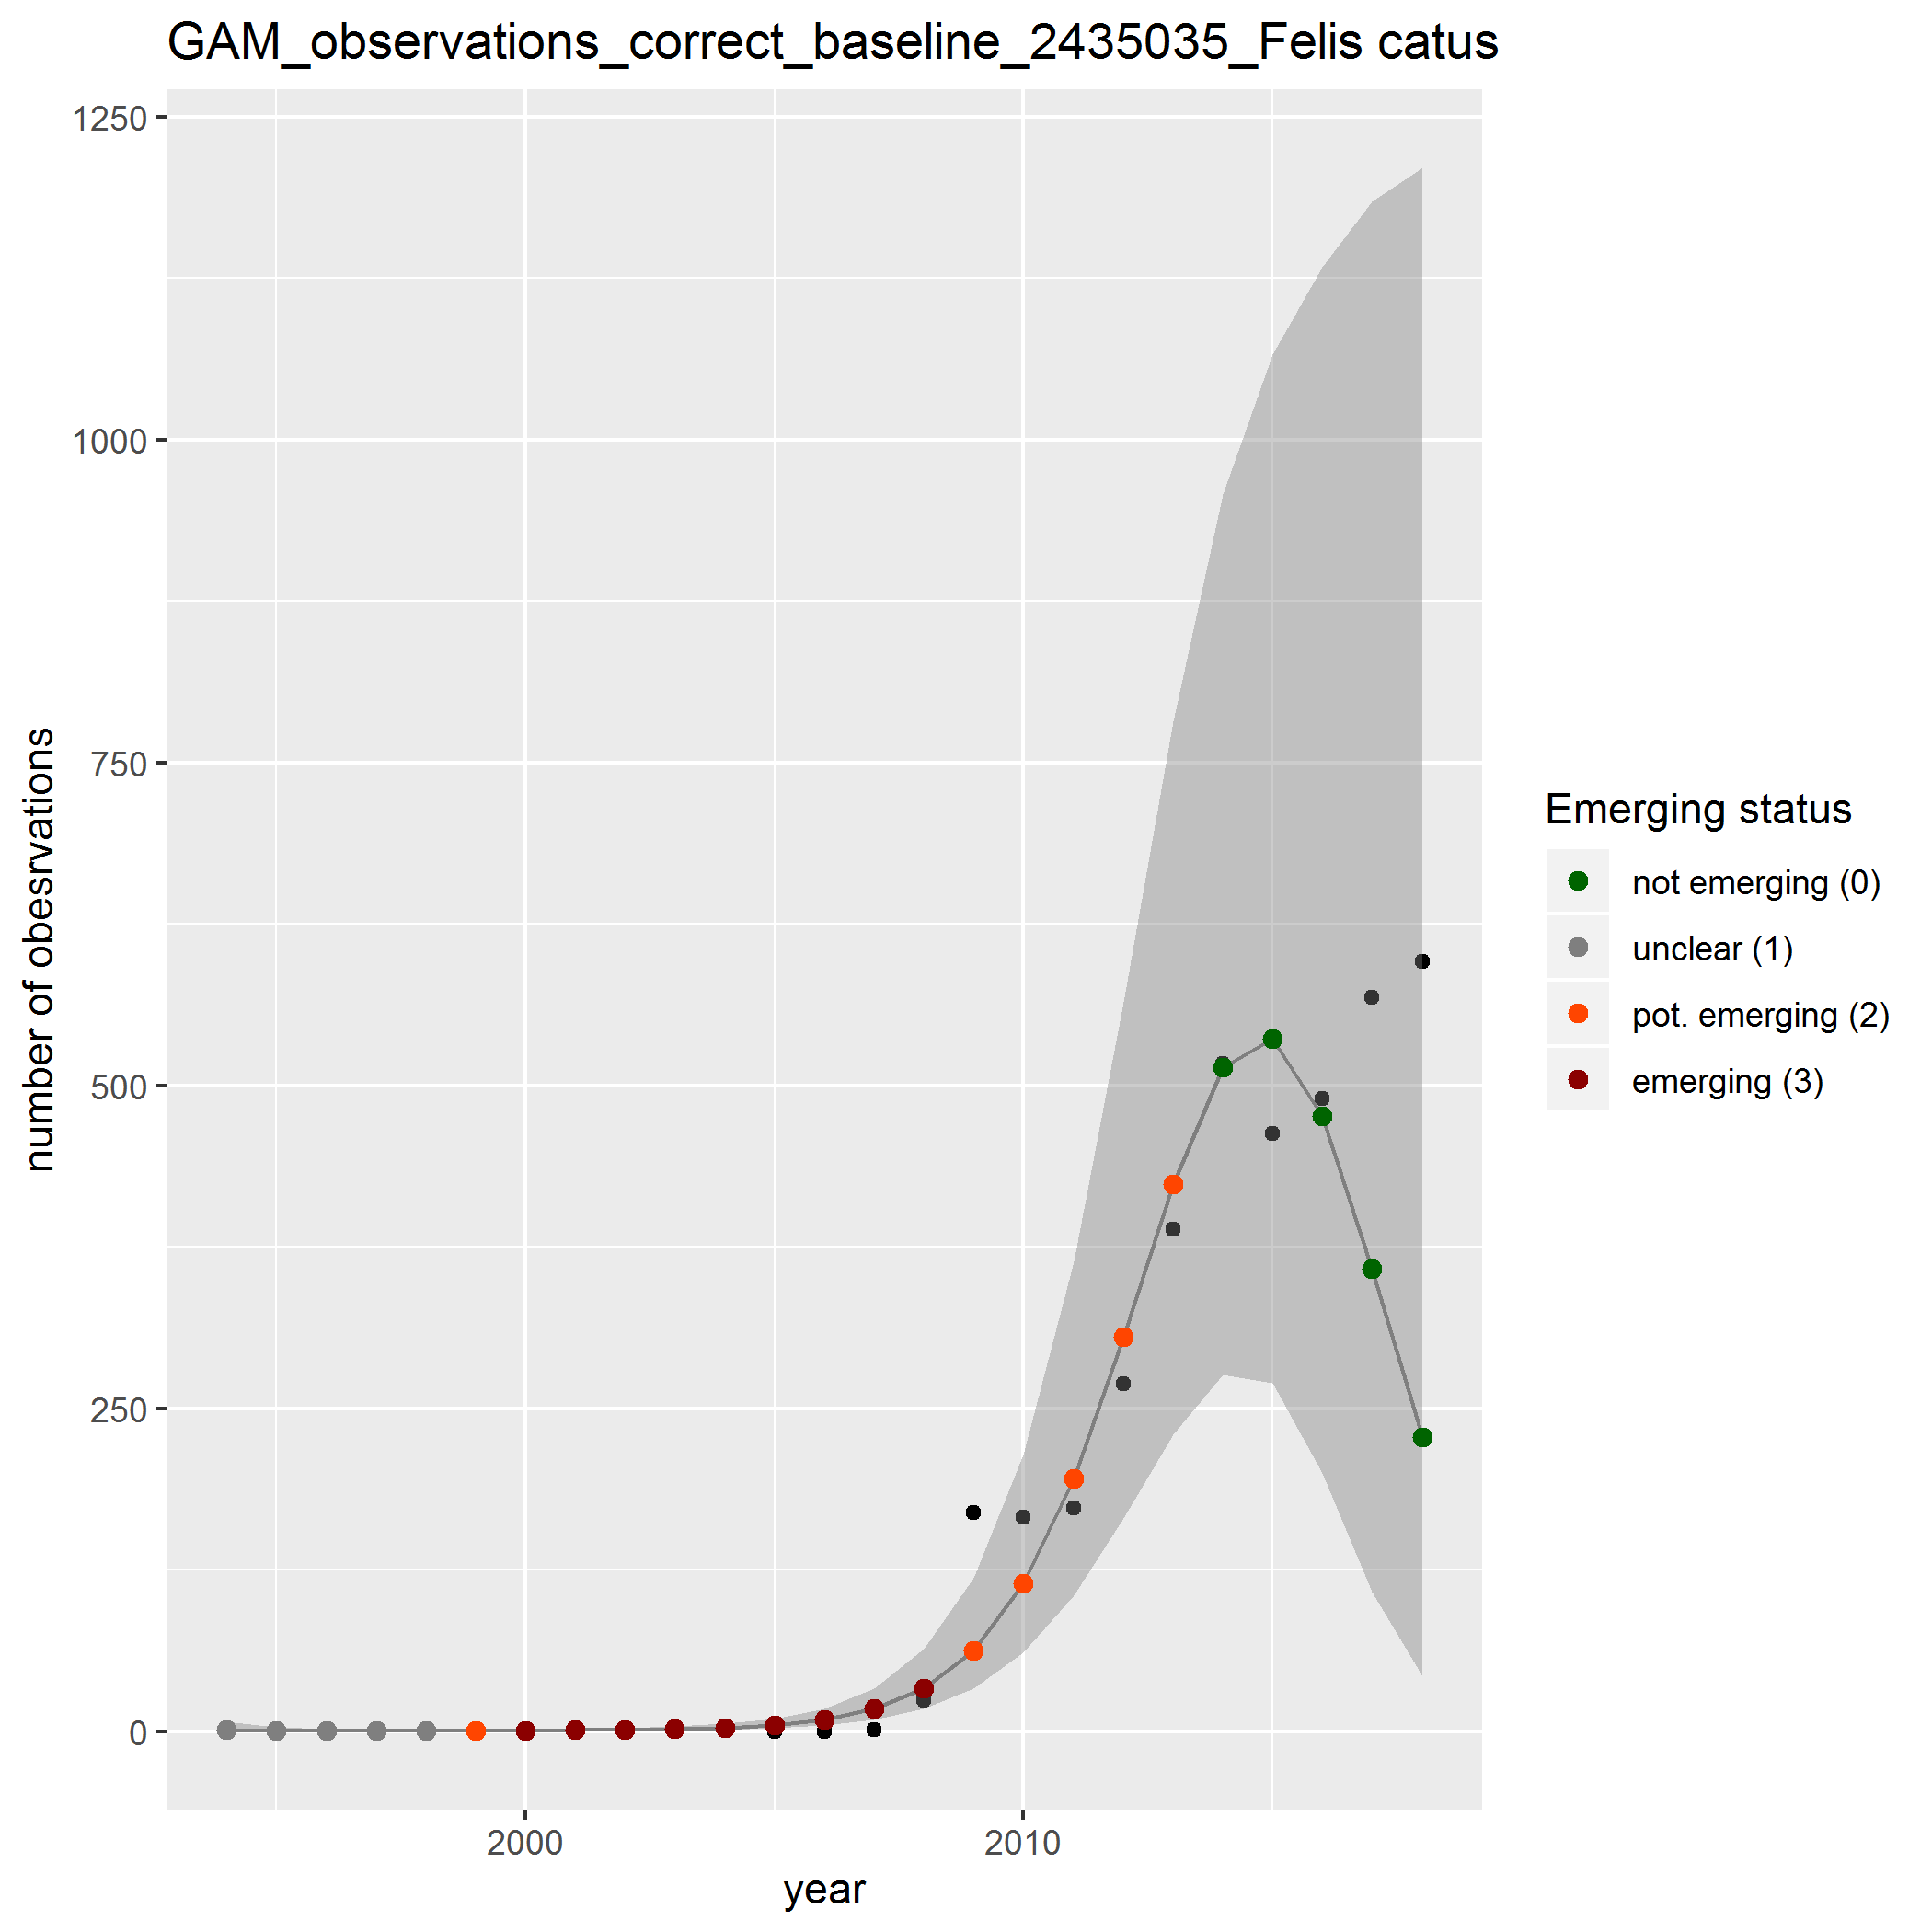 GAM_observations_correct_baseline_2435035_Felis catus
1250
1000
750
500
250
0
number of obesrvations
2000
2010
year
Emerging status
not emerging (0)
unclear (1)
pot. emerging (2)
emerging (3)